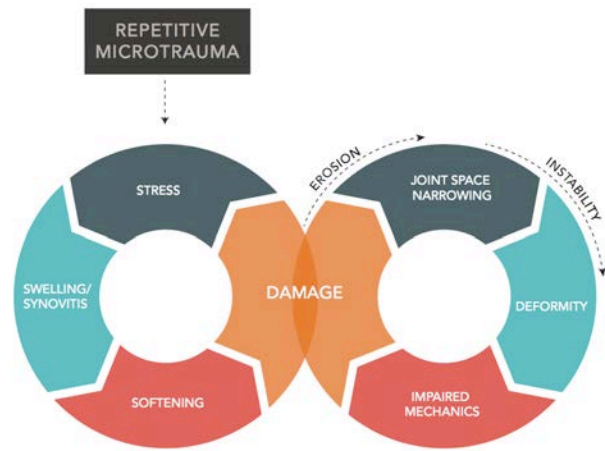 REPETITIVE
MICROTRAUMA
STRESS
SWELLING/
SYNOVITIS
SOFTENING
DAMAGE
EROSION
JOINT SPACE
NARROWING
INSTABILITY
DEFORMITY
IMPAIRED
MECHANICS